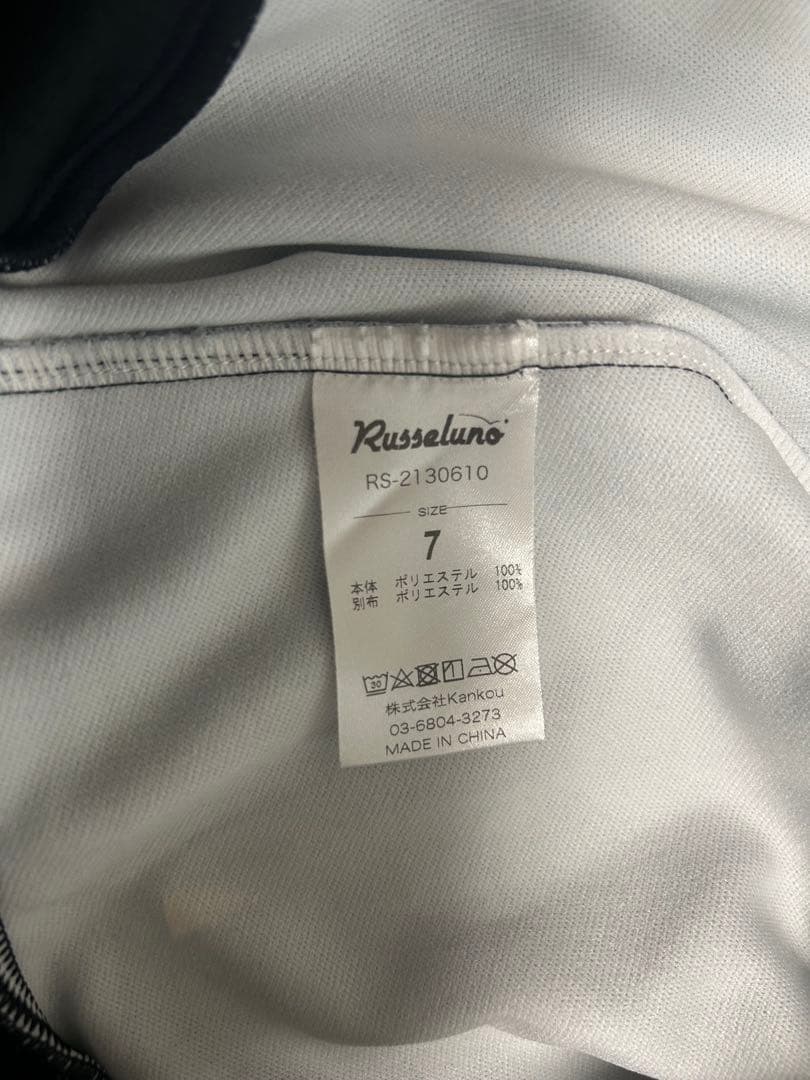 Russeluno
RS-2130610
SIZE
7
本体 ポリエステル 100%
別布 ポリエステル 100%
30
株式会社Kankou
03-6804-3273
MADE IN CHINA